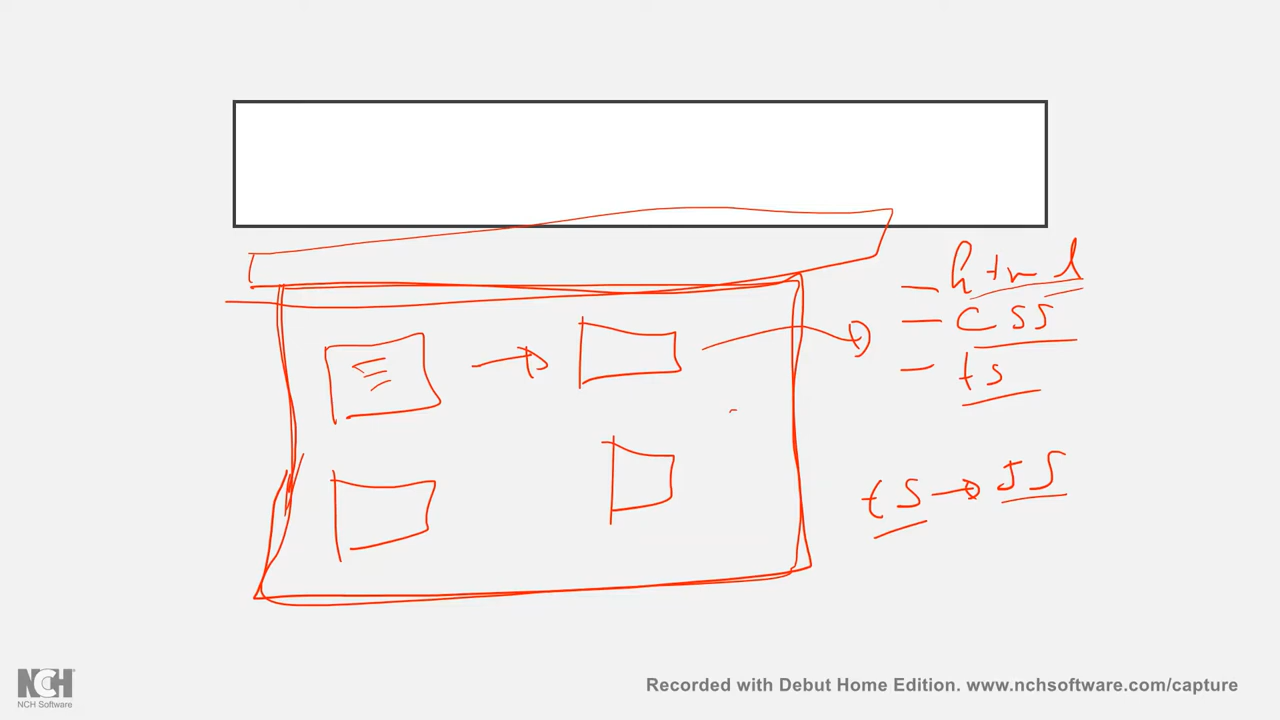 - html
- css
- ts
ts → JS
NCH
NCH Software
Recorded with Debut Home Edition. www.nchsoftware.com/capture